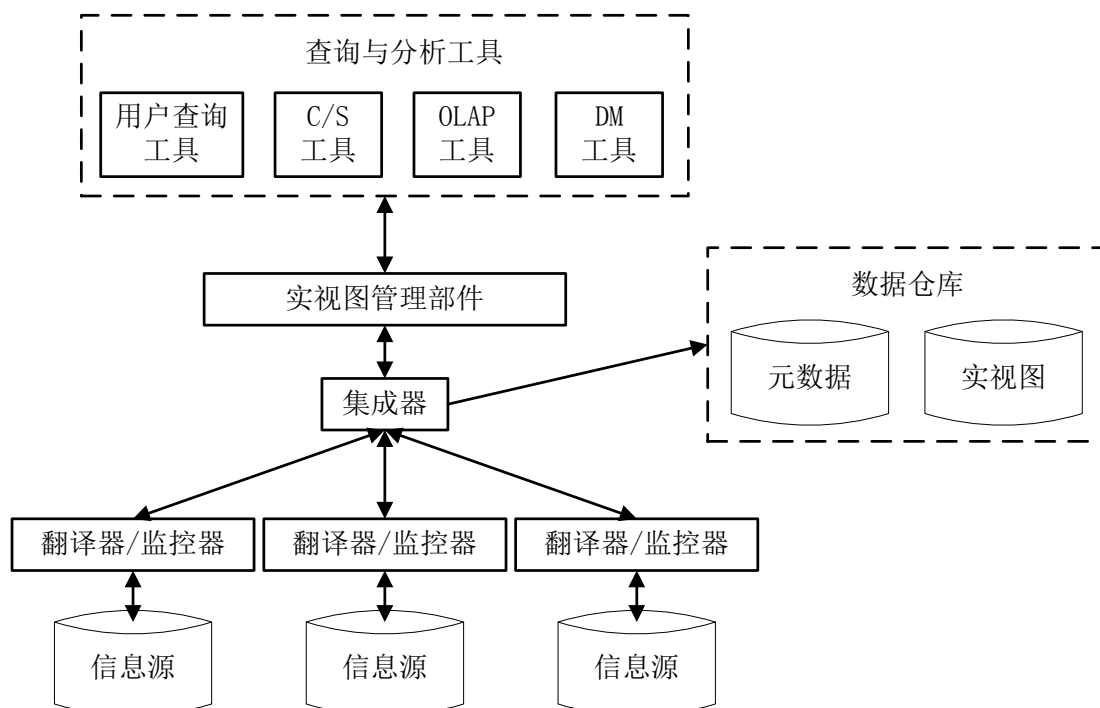 查询与分析工具
用户查询
工具
C/S
工具
OLAP
工具
DM
工具
实视图管理部件
数据仓库
元数据
实视图
集成器
翻译器/监控器
翻译器/监控器
翻译器/监控器
信息源
信息源
信息源